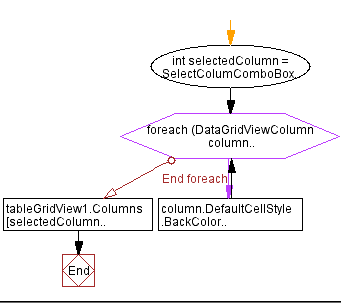 int selectedColumn =
SelectColumComboBox.
foreach (DataGridViewColumn
column..
End foreach
tableGridView1.Columns
[selectedColumn..
column.DefaultCellStyle
.BackColor..
End